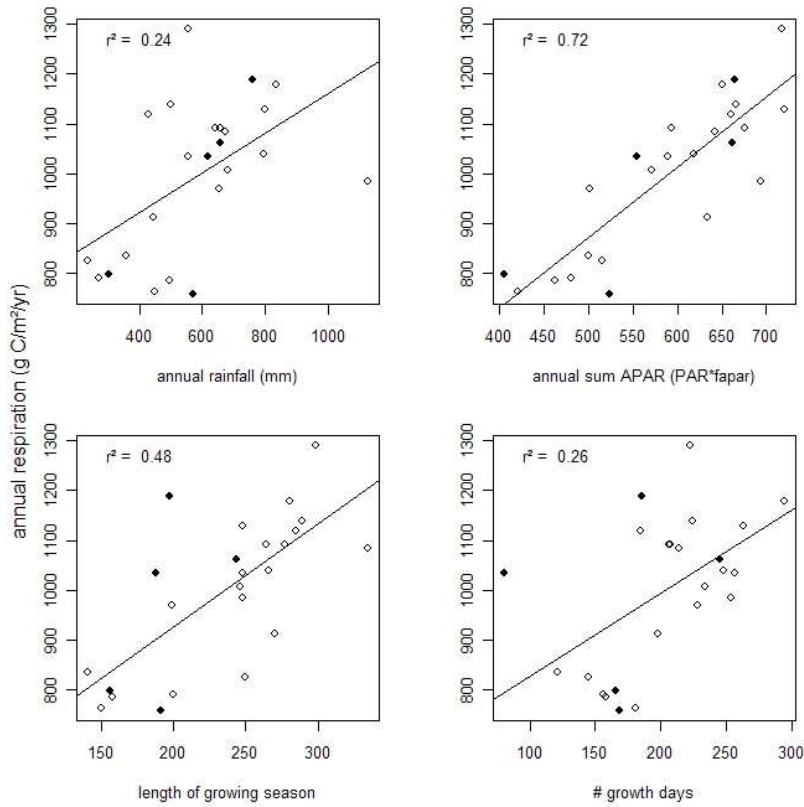 annual respiration (g C/m²/yr)
r² = 0.24
800 900 1000 1100 1200 1300
400 600 800 1000
annual rainfall (mm)
r² = 0.72
800 900 1000 1100 1200 1300
400 450 500 550 600 650 700
annual sum APAR (PAR*fapar)
r² = 0.48
800 900 1000 1100 1200 1300
150 200 250 300
length of growing season
r² = 0.26
800 900 1000 1100 1200 1300
100 150 200 250 300
# growth days